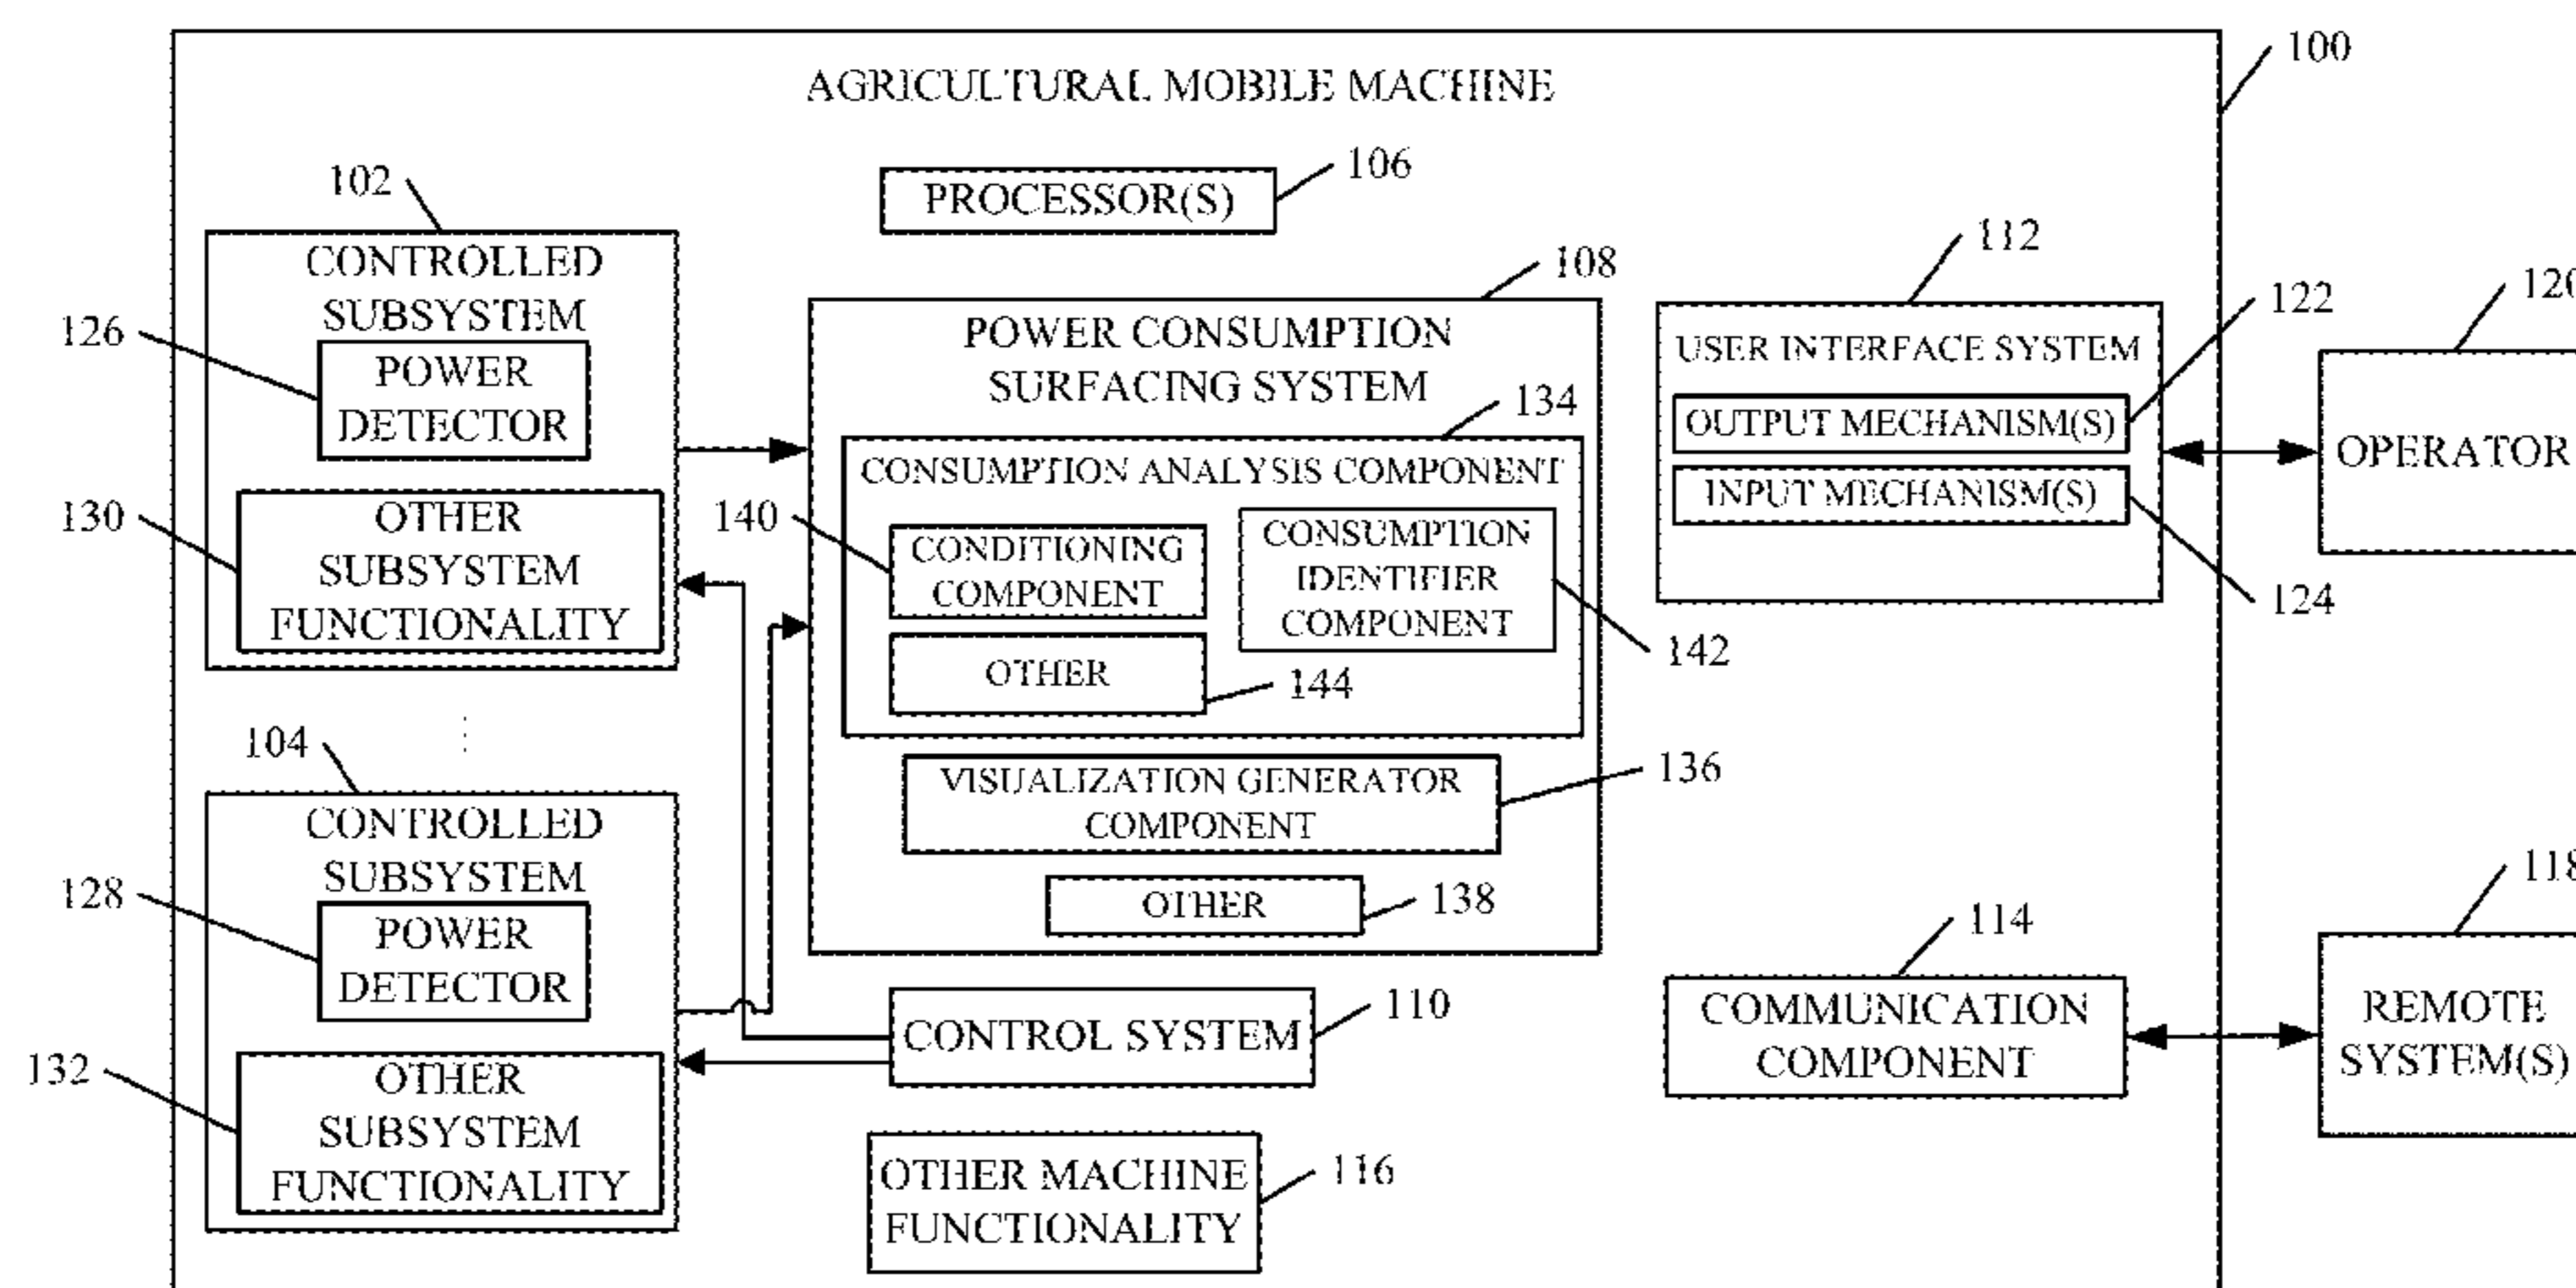 100
AGRICULTURAL MOBILE MACHINE
102
106
PROCESSOR(S)
112
108
120
122
CONTROLLED
SUBSYSTEM
126
POWER
DETECTOR
130
OTHER
SUBSYSTEM
FUNCTIONALITY
POWER CONSUMPTION
SURFACING SYSTEM
134
CONSUMPTION ANALYSIS COMPONENT
140
CONDITIONING
COMPONENT
CONSUMPTION
IDENTIFIER
COMPONENT
142
OTHER
144
USER INTERFACE SYSTEM
OUTPUT MECHANISM(S)
INPUT MECHANISM(S)
124
OPERATOR
104
CONTROLLED
SUBSYSTEM
128
POWER
DETECTOR
132
OTHER
SUBSYSTEM
FUNCTIONALITY
VISUALIZATION GENERATOR
COMPONENT
136
OTHER
138
CONTROL SYSTEM
110
OTHER MACHINE
FUNCTIONALITY
116
114
COMMUNICATION
COMPONENT
118
REMOTE
SYSTEM(S)